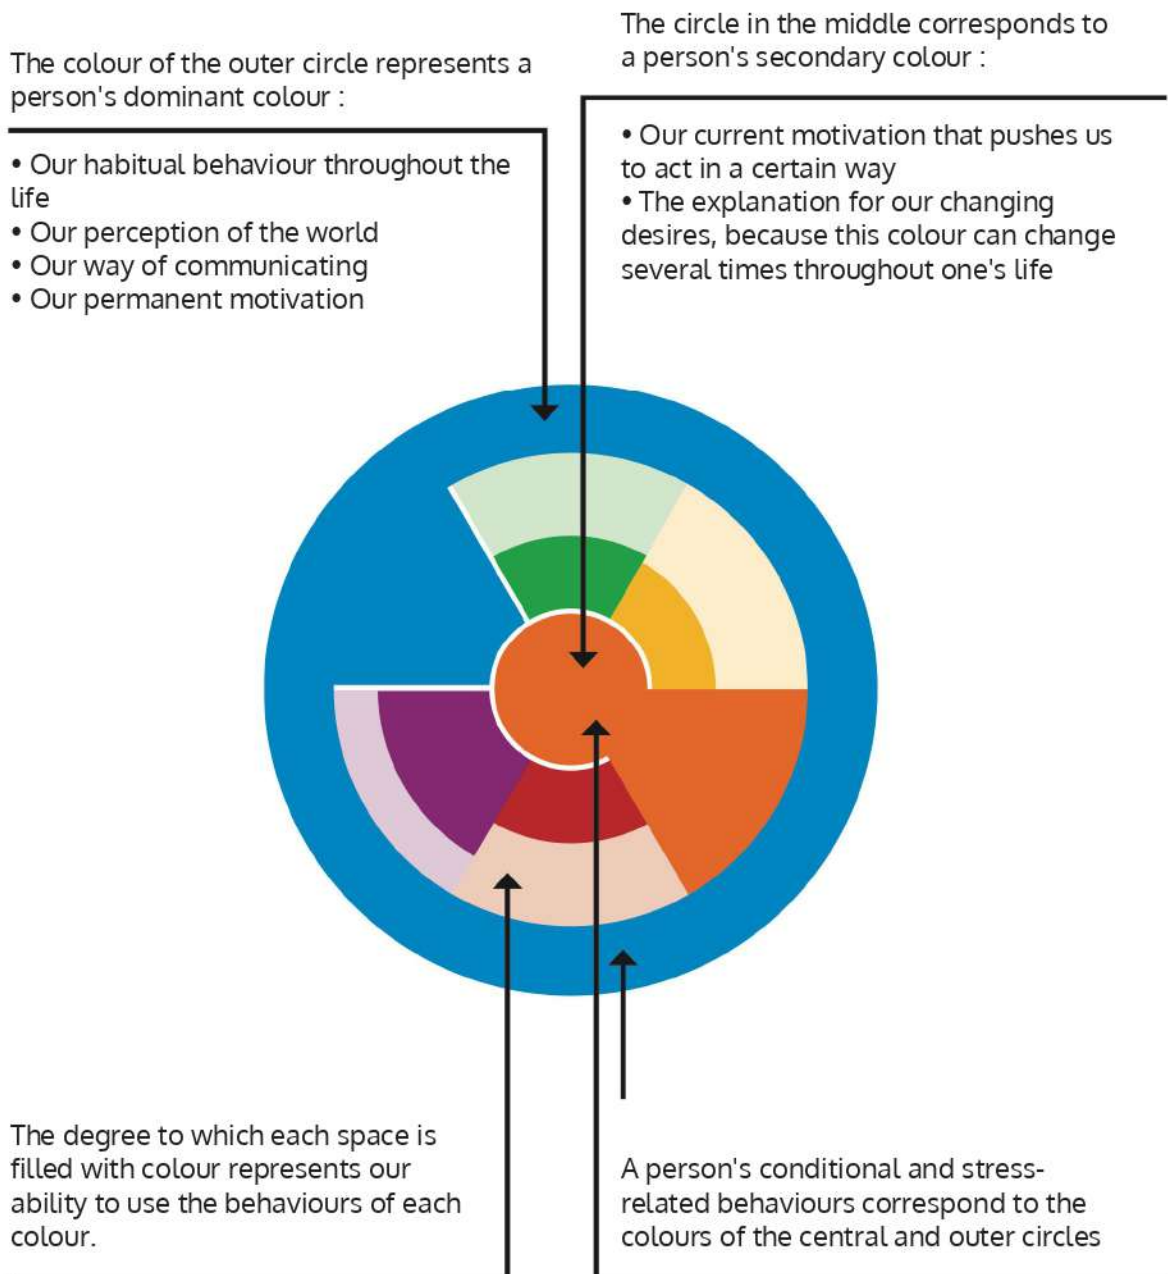 The colour of the outer circle represents a
person's dominant colour :
• Our habitual behaviour throughout the
life
• Our perception of the world
• Our way of communicating
• Our permanent motivation
The circle in the middle corresponds to
a person's secondary colour :
• Our current motivation that pushes us
to act in a certain way
• The explanation for our changing
desires, because this colour can change
several times throughout one's life
The degree to which each space is
filled with colour represents our
ability to use the behaviours of each
colour.
A person's conditional and stress-
related behaviours correspond to the
colours of the central and outer circles